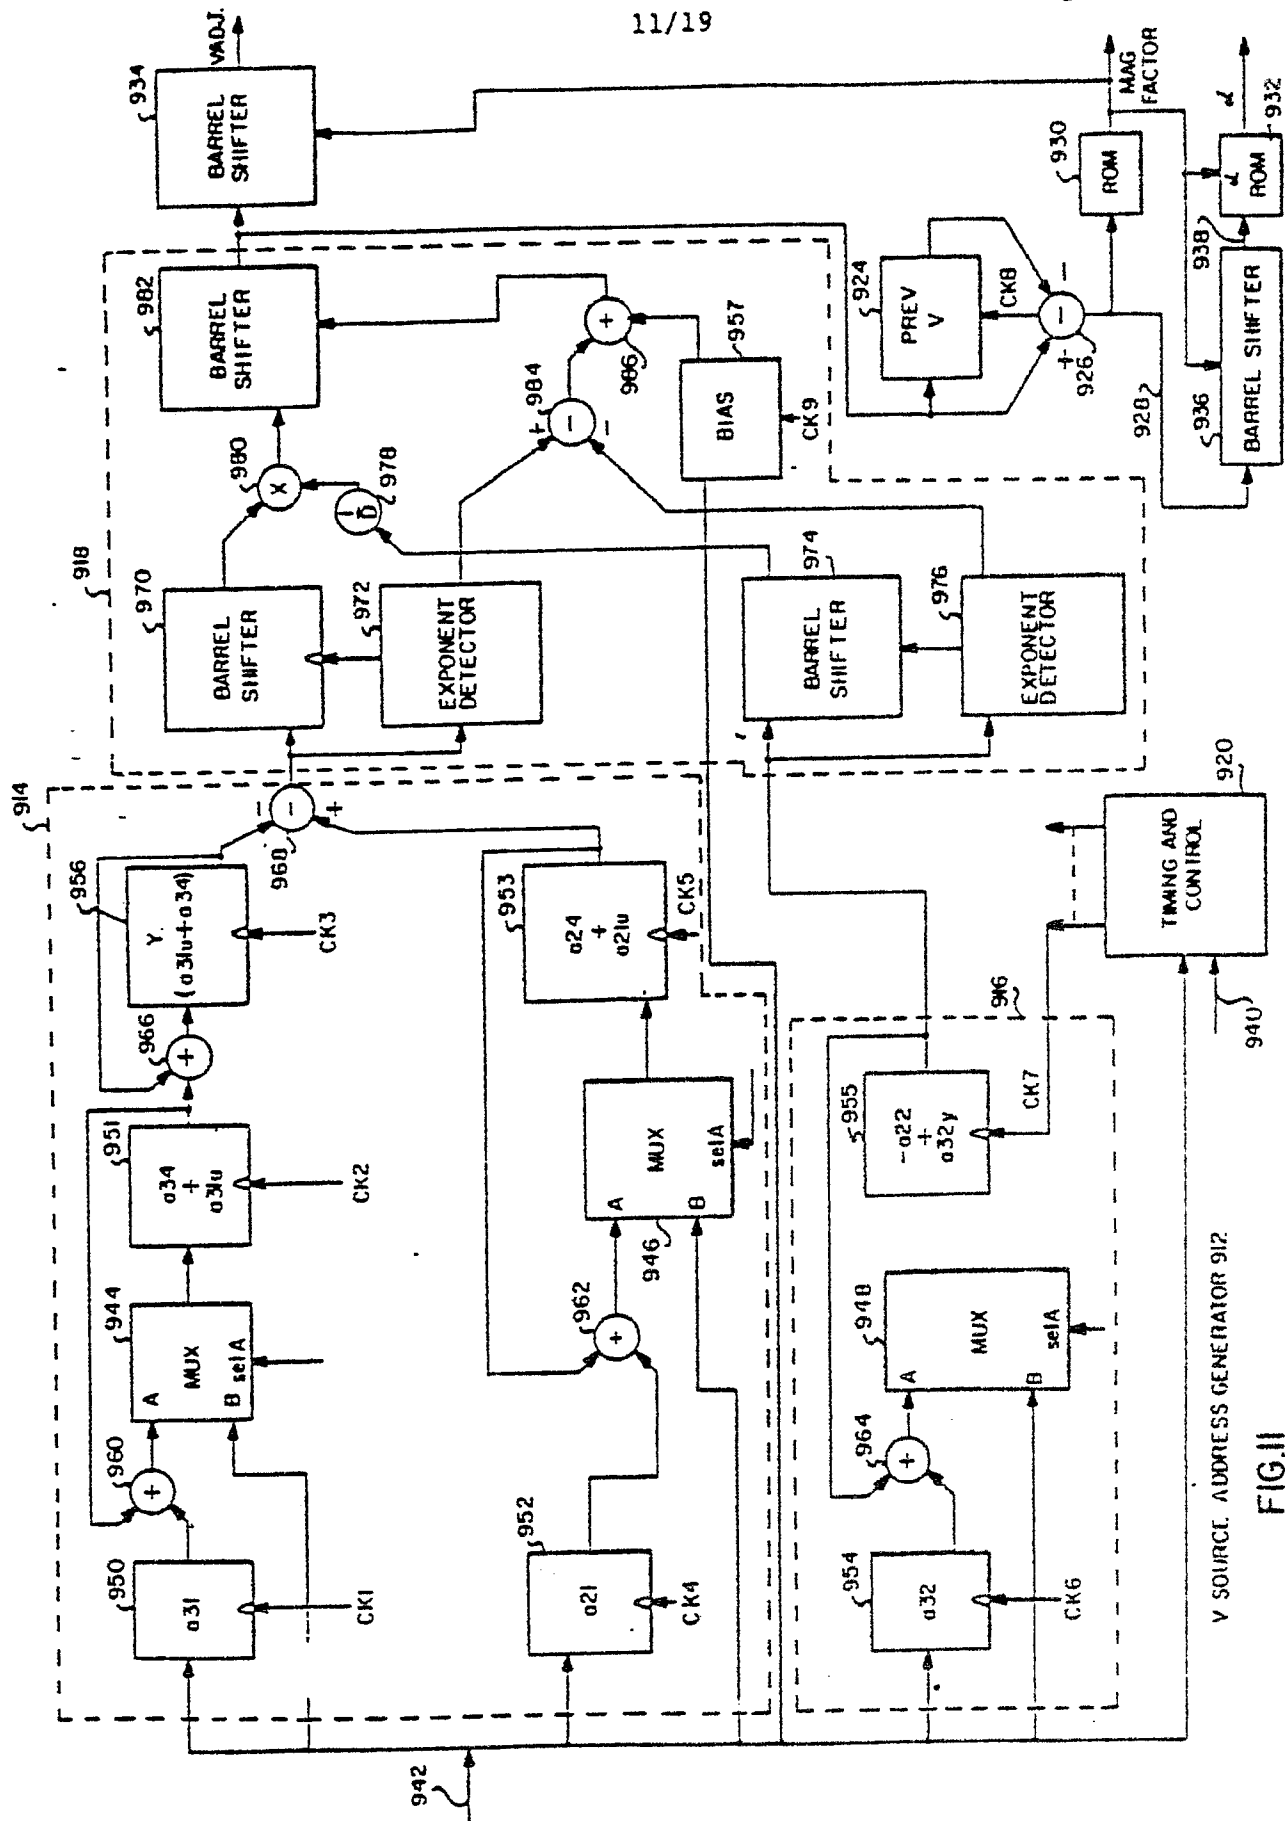 11/19
914
950
a31
CK1
960
+
944
A
MUX
B
selA
951
a34
+
a31u
CK2
966
+
956
Y.
(a31u+a34)
CK3
-
-
+
968
952
a21
CK4
962
+
A
MUX
B
selA
946
953
a24
+
a21u
CK5
942
954
a32
CK6
964
+
948
A
MUX
B
selA
955
-a22
+
a32y
CK7
916
920
TIMING AND
CONTROL
940
918
970
BARREL
SHIFTER
972
EXPONENT
DETECTOR
974
BARREL
SHIFTER
976
EXPONENT
DETECTOR
1
D
978
980
X
982
BARREL
SHIFTER
984
+
-
-
+
986
957
BIAS
CK9
934
BARREL
SHIFTER
VADJ.
924
PREV
V
CK8
+
-
-
926
928
930
ROM
MAG
FACTOR
936
BARREL SHIFTER
938
α
ROM
932
α
V SOURCE ADDRESS GENERATOR 912
FIG.11